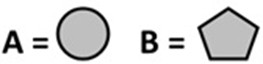 A = B =